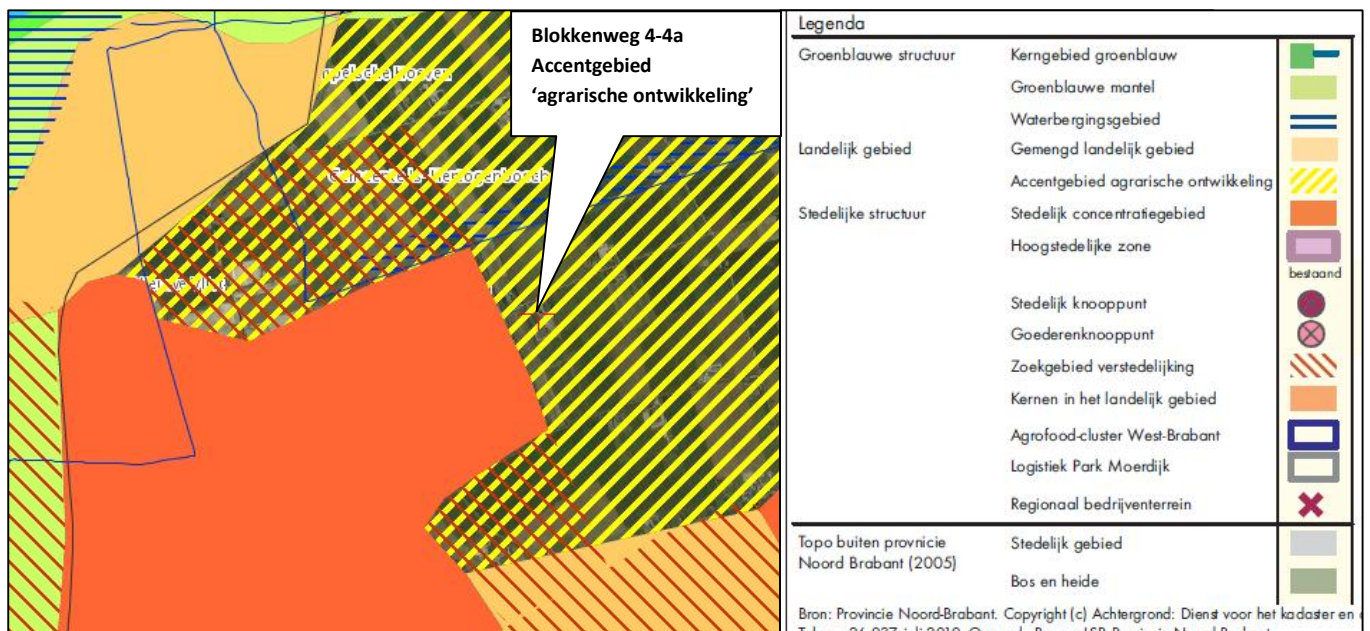 Blokkenweg 4-4a
Accentgebied
‘agrarische ontwikkeling’
Legenda
Groenblauwe structuur
Kerngebied groenblauw
Groenblauwe mantel
Waterbergingsgebied
Landelijk gebied
Gemengd landelijk gebied
Accentgebied agrarische ontwikkeling
Stedelijke structuur
Stedelijk concentratiegebied
Hoogstedelijke zone
bestaand
Stedelijk knooppunt
Goederenknooppunt
Zoekgebied verstedelijking
Kernen in het landelijk gebied
Agrofood-cluster West-Brabant
Logistiek Park Moerdijk
Regionaal bedrijventerrein
Topo buiten provnicie
Noord Brabant (2005)
Stedelijk gebied
Bos en heide
Bron: Provincie Noord-Brabant. Copyright (c) Achtergrond: Dienst voor het kadaster en